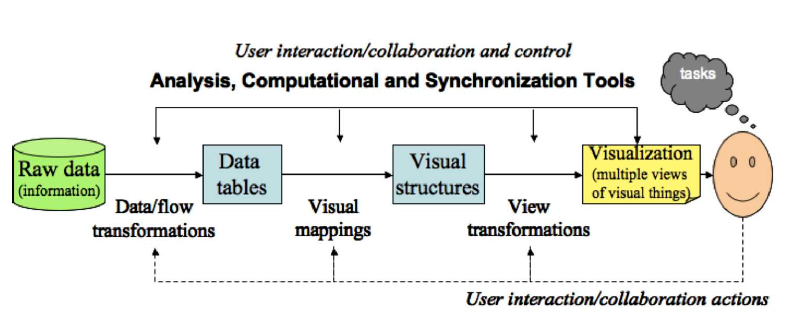 User interaction/collaboration and control
Analysis, Computational and Synchronization Tools
tasks
Raw data
(information)
Data
tables
Visual
structures
Visualization
(multiple views
of visual things)
Data/flow
transformations
Visual
mappings
View
transformations
User interaction/collaboration actions